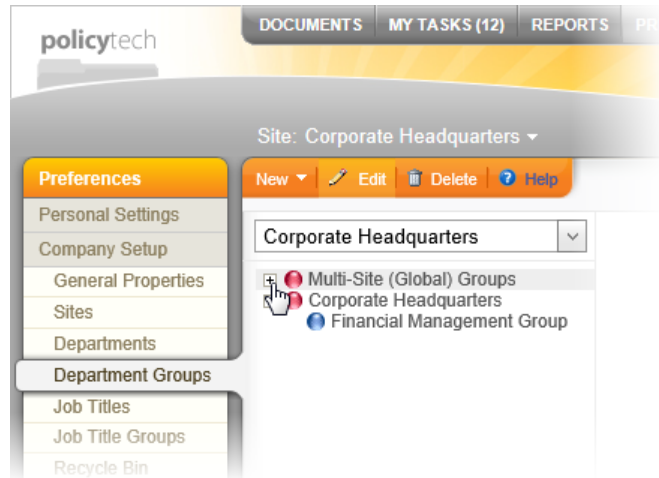 policytech
DOCUMENTS MY TASKS (12) REPORTS PR
Site: Corporate Headquarters
Preferences
New Edit Delete Help
Personal Settings
Company Setup
General Properties
Sites
Departments
Department Groups
Job Titles
Job Title Groups
Recycle Bin
Corporate Headquarters
Multi-Site (Global) Groups
Corporate Headquarters
Financial Management Group